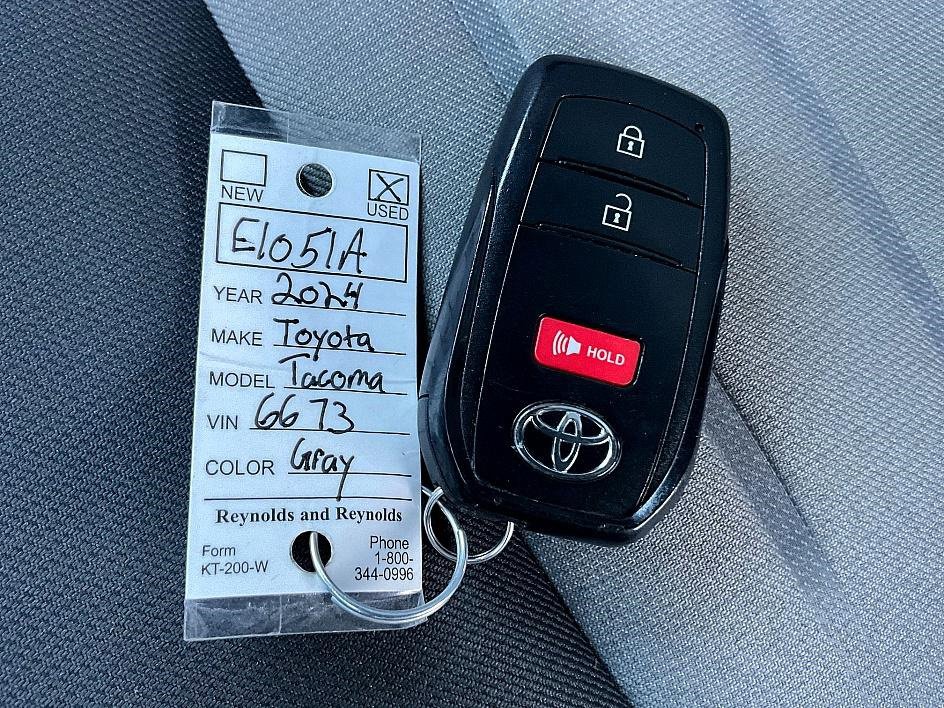 NEW
USED
E1051A
YEAR 2024
MAKE Toyota
MODEL Tacoma
VIN 6673
COLOR Gray
Reynolds and Reynolds
Form
KT-200-W
Phone
1-800-
344-0996
HOLD